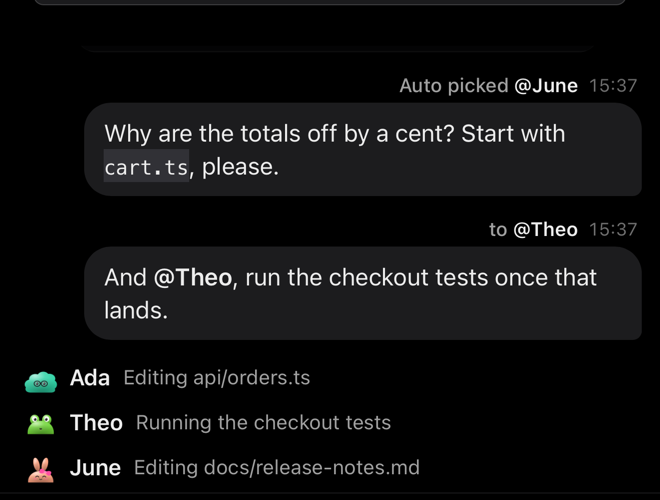 Auto picked @June 15:37
Why are the totals off by a cent? Start with
cart.ts, please.
to @Theo 15:37
And @Theo, run the checkout tests once that
lands.
Ada Editing api/orders.ts
Theo Running the checkout tests
June Editing docs/release-notes.md